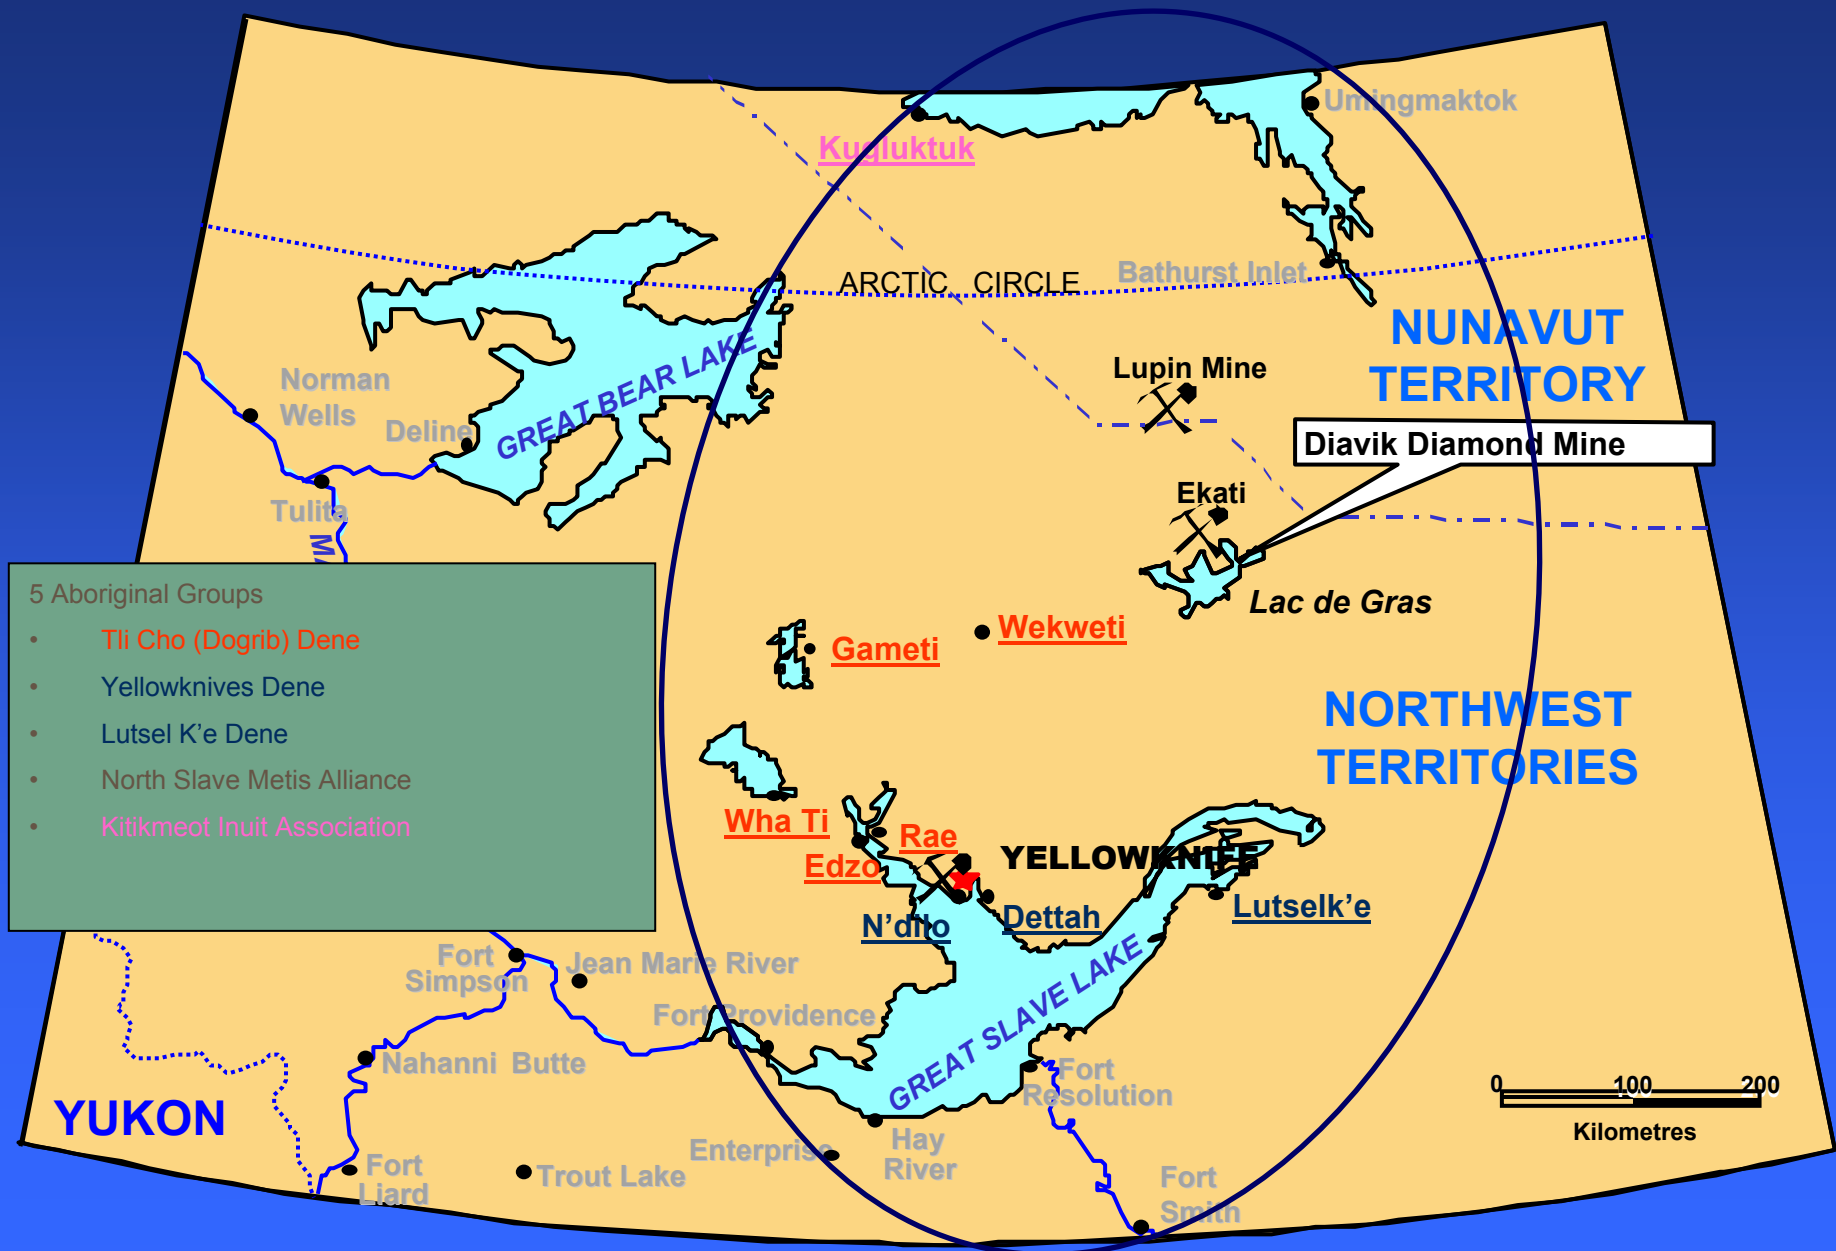 Umingmaktok
Kugluktuk
ARCTIC CIRCLE
Bathurst Inlet
NUNAVUT
TERRITORY
Lupin Mine
GREAT BEAR LAKE
Norman
Wells
Deline
Diavik Diamond Mine
Ekati
Tulita
Lac de Gras
5 Aboriginal Groups
• Tli Cho (Dogrib) Dene
• Yellowknives Dene
• Lutsel K'e Dene
• North Slave Metis Alliance
• Kitikmeot Inuit Association
Wekweti
Gameti
NORTHWEST
TERRITORIES
Wha Ti
Rae
Edzo
YELLOWKNIFE
N'dilo
Dettah
Lutselk'e
Fort
Simpson
Jean Marie River
Fort Providence
GREAT SLAVE LAKE
Nahanni Butte
Fort
Resolution
YUKON
0 100 200
Kilometres
Enterprise
Hay
River
Fort
Liard
Trout Lake
Fort
Smith